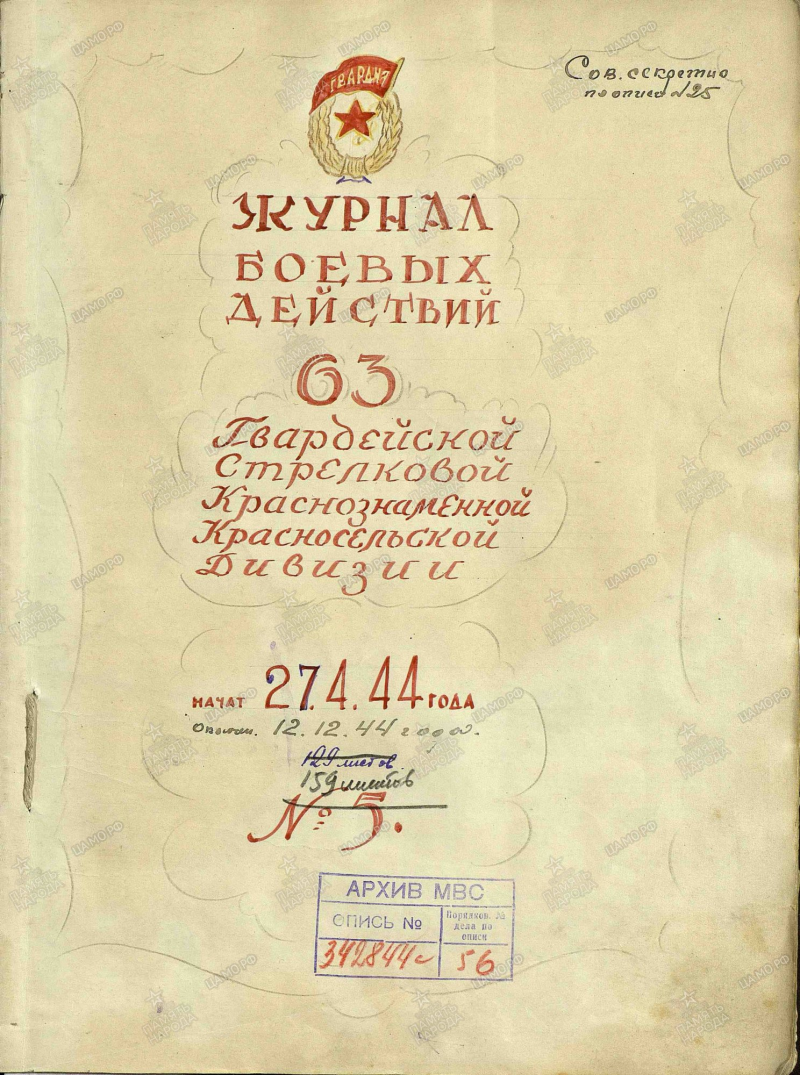 Сов. секретно
по описи №25
ГВАРДИЯ
ЖУРНАЛ
БОЕВЫХ
ДЕЙСТВИЙ
63
Гвардейской
Стрелковой
Краснознаменной
Красносельской
Дивизии
НАЧАТ 27.4.44 ГОДА
12.12.44 года.
129 листов
159 листов
№ 5.
АРХИВ МВС
ОПИСЬ №
Порядков. №
дела по
описи
342844с
56